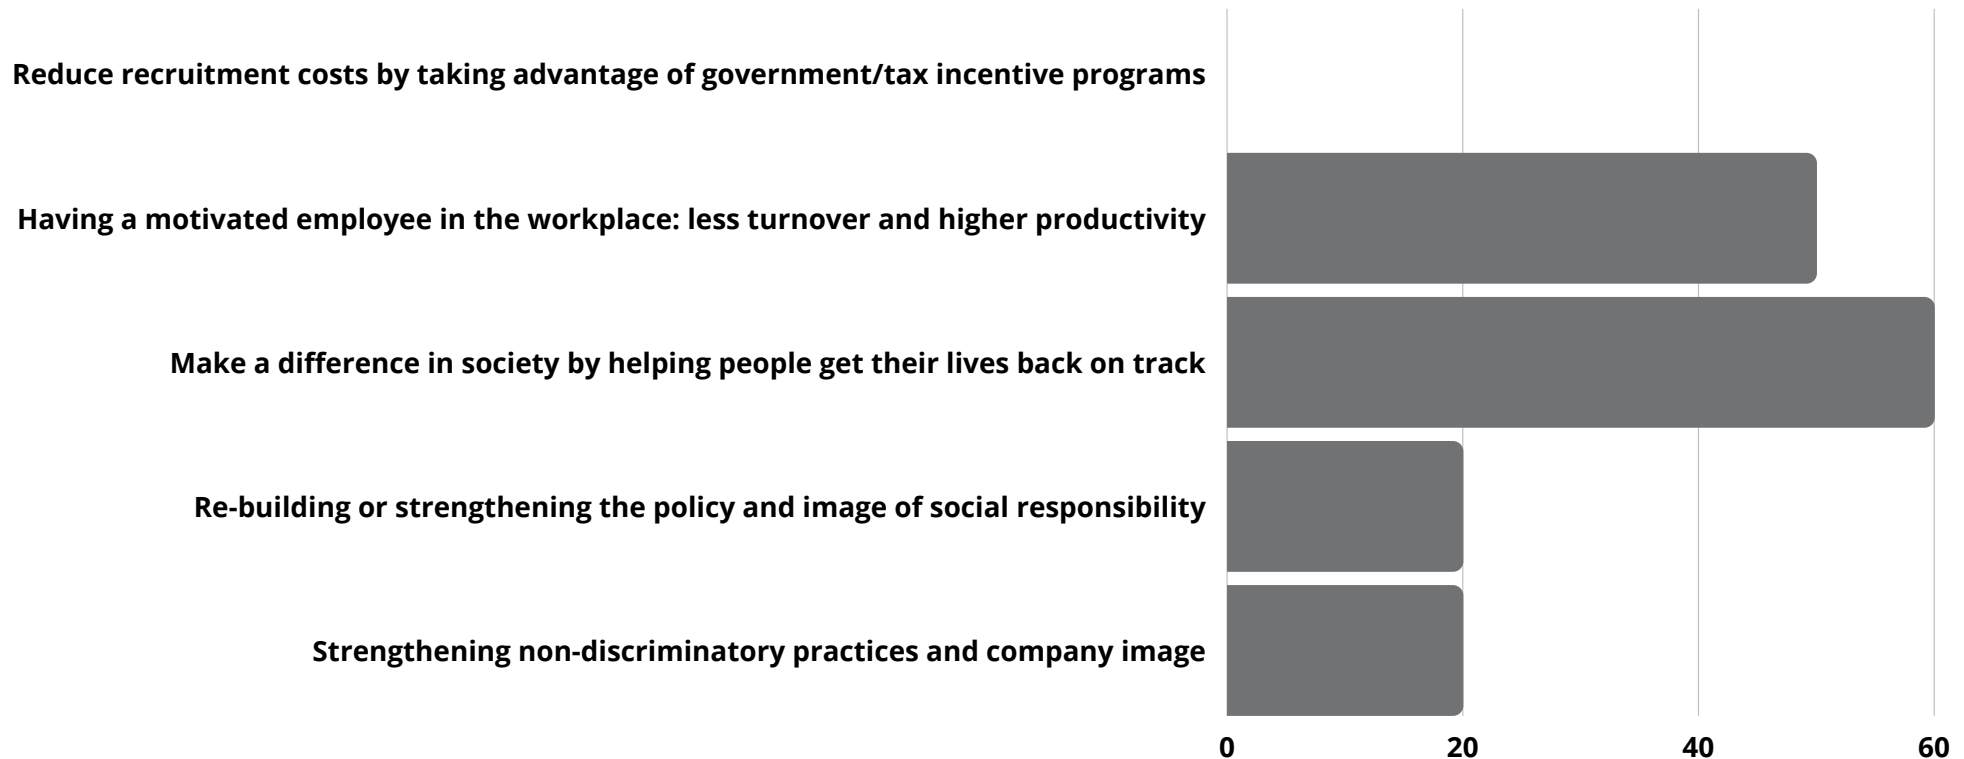 Reduce recruitment costs by taking advantage of government/tax incentive programs
Having a motivated employee in the workplace: less turnover and higher productivity
Make a difference in society by helping people get their lives back on track
Re-building or strengthening the policy and image of social responsibility
Strengthening non-discriminatory practices and company image
0 20 40 60